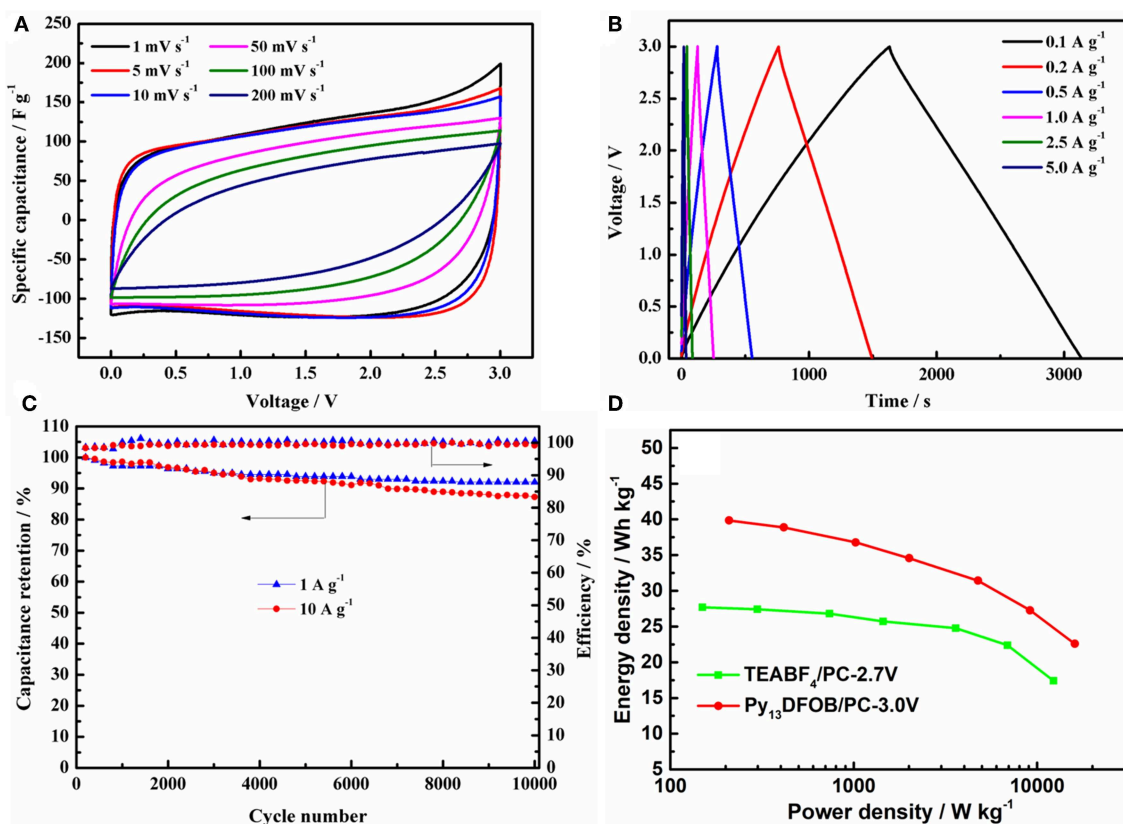 A
Specific capacitance / F g⁻¹
250
200
150
100
50
0
-50
-100
-150
1 mV s⁻¹
5 mV s⁻¹
10 mV s⁻¹
50 mV s⁻¹
100 mV s⁻¹
200 mV s⁻¹
0.0 0.5 1.0 1.5 2.0 2.5 3.0
Voltage / V
B
Voltage / V
3.0
2.5
2.0
1.5
1.0
0.5
0.0
0.1 A g⁻¹
0.2 A g⁻¹
0.5 A g⁻¹
1.0 A g⁻¹
2.5 A g⁻¹
5.0 A g⁻¹
0 1000 2000 3000
Time / s
C
Capacitance retention / %
110
100
90
80
70
60
50
40
30
20
10
0
1 A g⁻¹
10 A g⁻¹
Efficiency / %
100
90
80
70
60
50
40
30
20
10
0
0 2000 4000 6000 8000 10000
Cycle number
D
Energy density / Wh kg⁻¹
50
45
40
35
30
25
20
15
10
5
TEABF₄/PC-2.7V
Py₁₃DFOB/PC-3.0V
100 1000 10000
Power density / W kg⁻¹